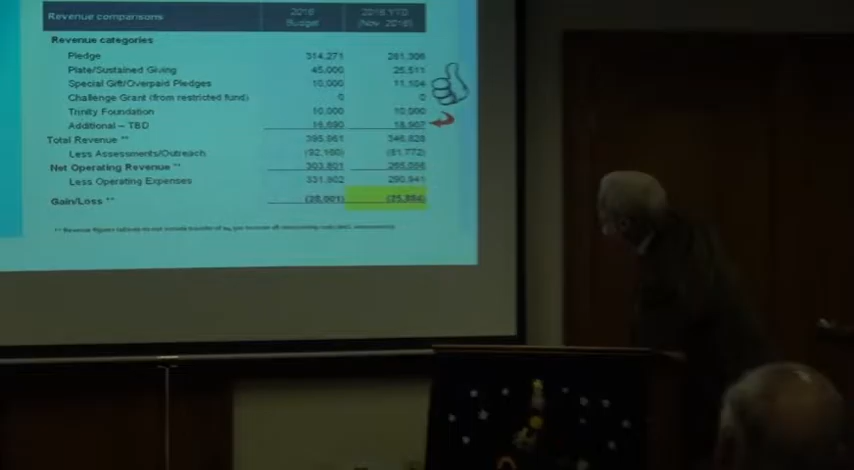 Revenue comparisons 2016 Budget 2016 YTD (Nov. 2016)
Revenue categories
Pledge 314,271 281,306
Plate/Sustained Giving 45,000 25,511
Special Gift/Overpaid Pledges 10,000 11,104
Challenge Grant (from restricted fund) 0 0
Trinity Foundation 10,000 10,000
Additional – TBD 16,690 18,907
Total Revenue ** 395,961 346,828
Less Assessments/Outreach (92,160) (81,772)
Net Operating Revenue ** 303,801 265,056
Less Operating Expenses 290,941
Gain/Loss ** (28,001) (25,884)